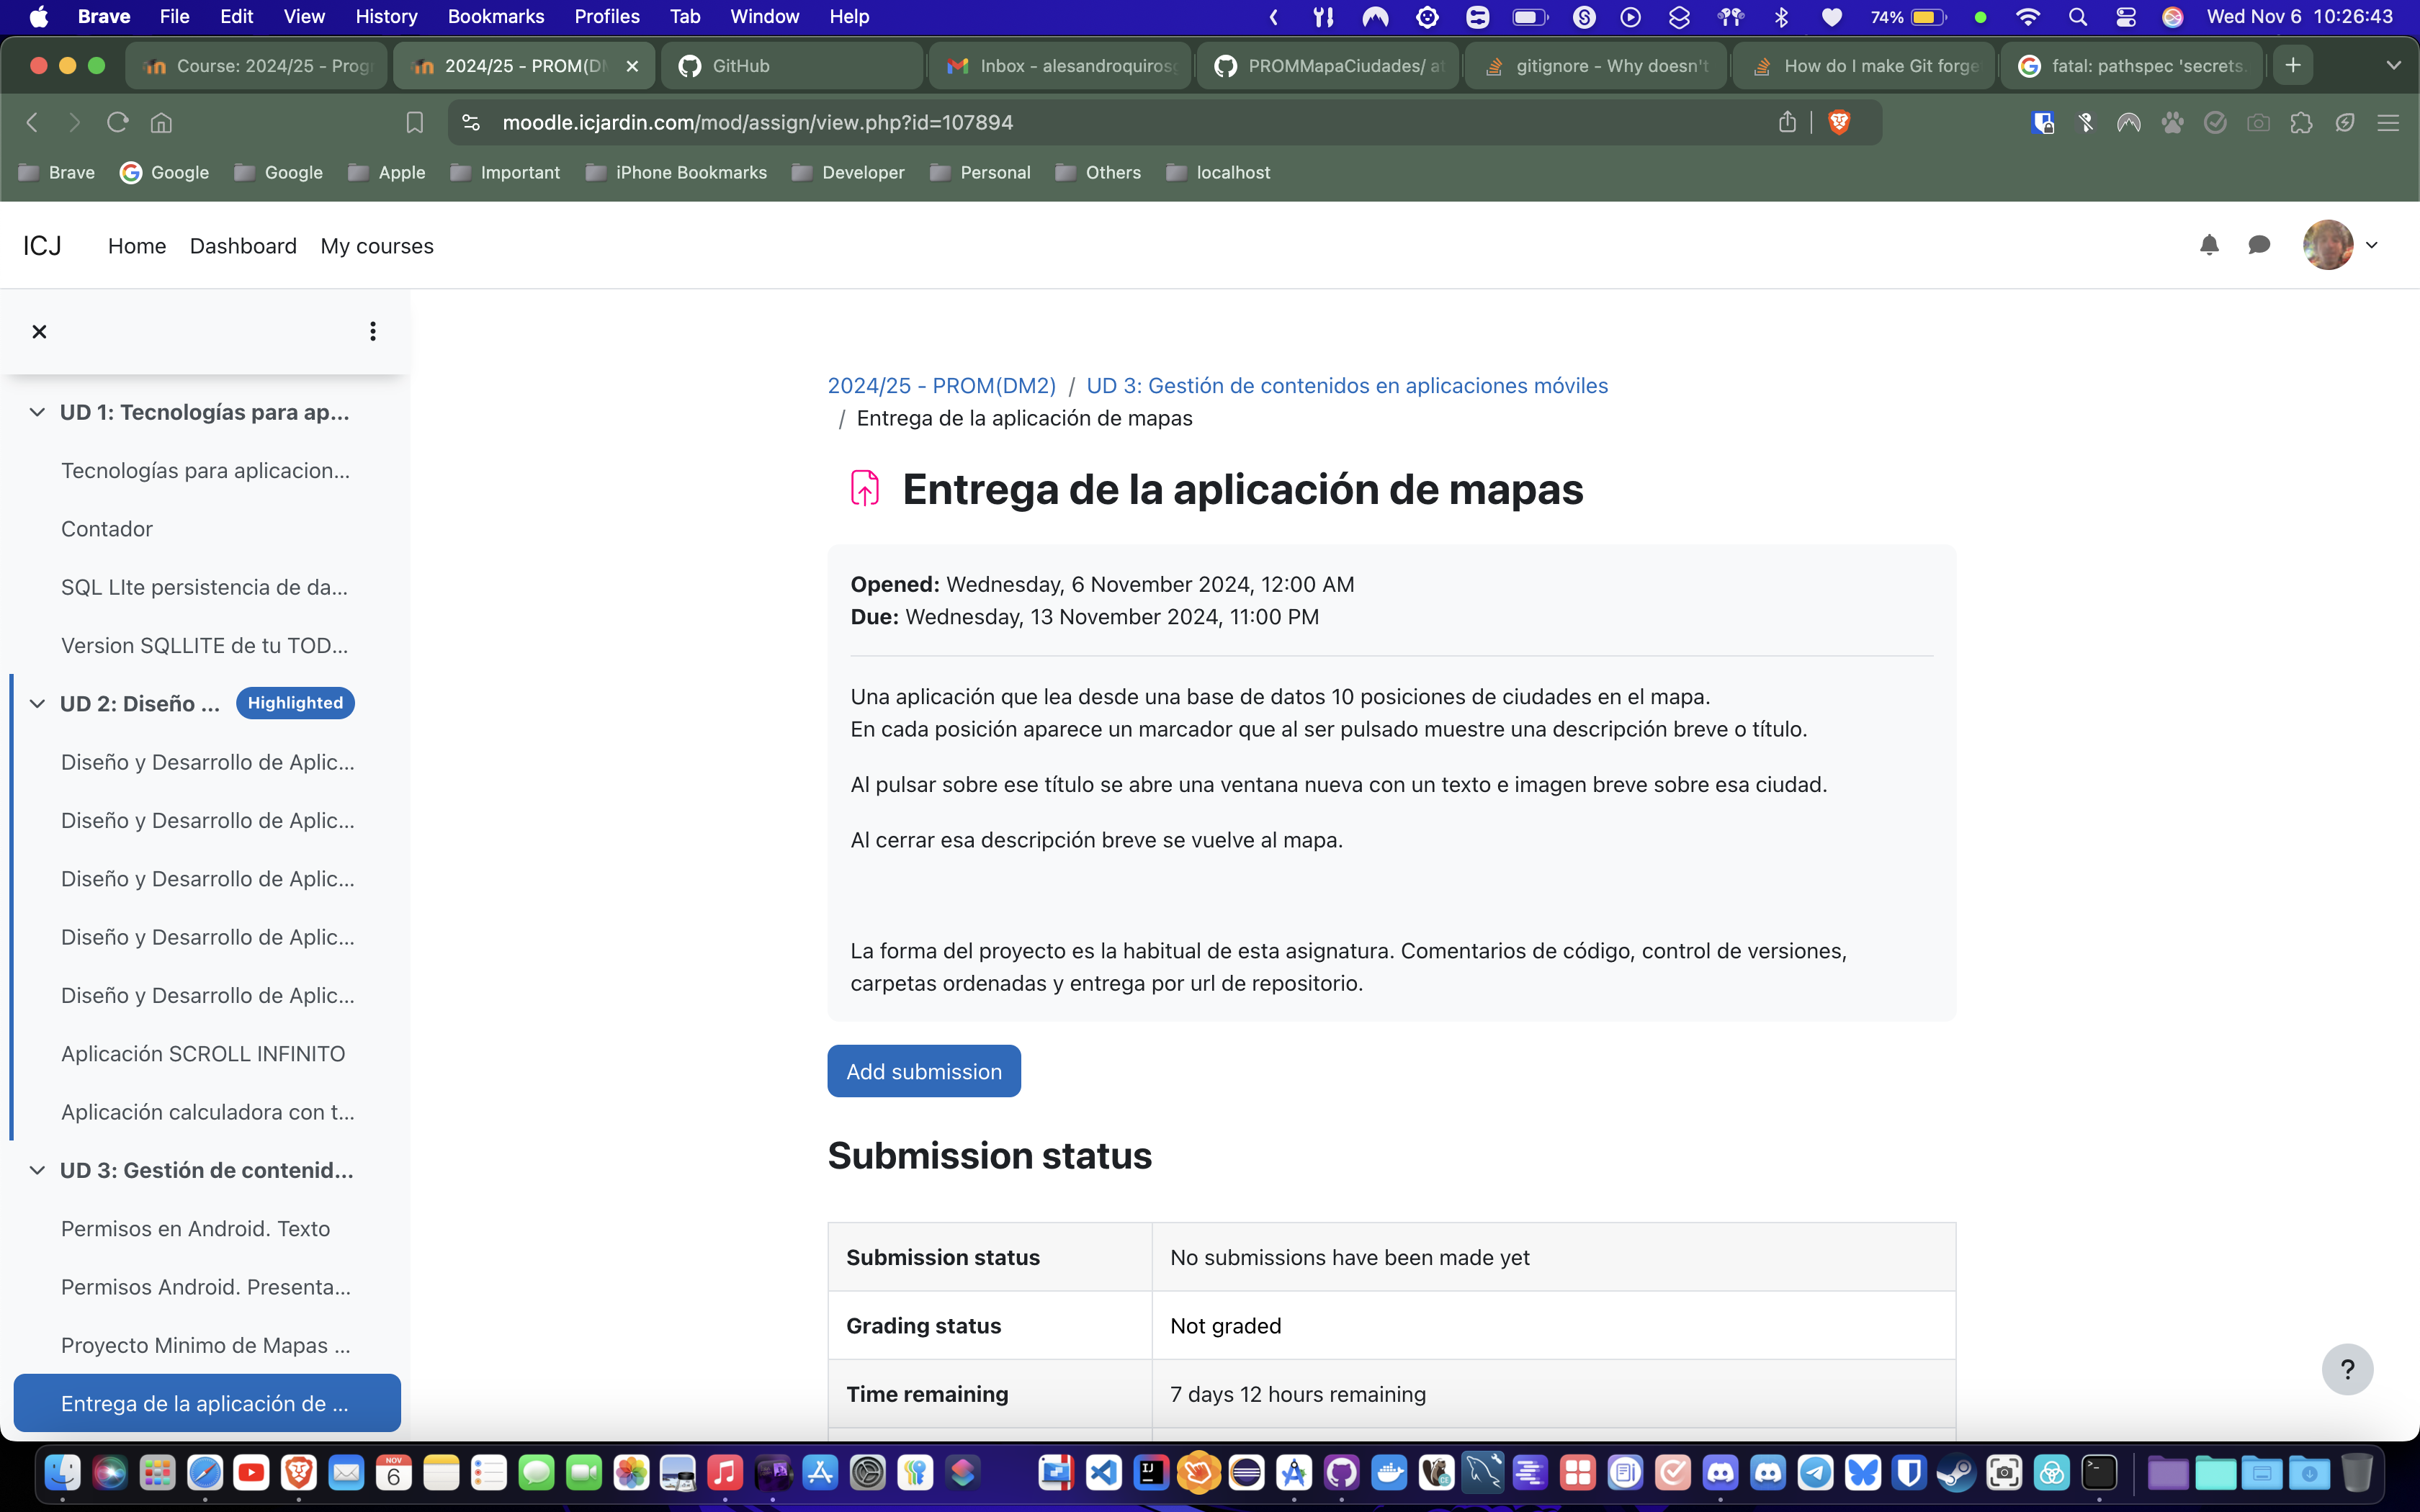 Brave File Edit View History Bookmarks Profiles Tab Window Help 74% Wed Nov 6 10:26:43
Course: 2024/25 - Prog 2024/25 - PROM(DM GitHub Inbox - alesandroquiros PROMMapaCiudades/ at gitignore - Why doesn't How do I make Git forge fatal: pathspec 'secrets.
moodle.icjardin.com/mod/assign/view.php?id=107894
Brave Google Google Apple Important iPhone Bookmarks Developer Personal Others localhost
ICJ Home Dashboard My courses
UD 1: Tecnologías para ap...
Tecnologías para aplicacion...
Contador
SQL LIte persistencia de da...
Version SQLLITE de tu TOD...
UD 2: Diseño ... Highlighted
Diseño y Desarrollo de Aplic...
Diseño y Desarrollo de Aplic...
Diseño y Desarrollo de Aplic...
Diseño y Desarrollo de Aplic...
Diseño y Desarrollo de Aplic...
Aplicación SCROLL INFINITO
Aplicación calculadora con t...
UD 3: Gestión de contenid...
Permisos en Android. Texto
Permisos Android. Presenta...
Proyecto Minimo de Mapas ...
Entrega de la aplicación de ...
2024/25 - PROM(DM2) / UD 3: Gestión de contenidos en aplicaciones móviles
/ Entrega de la aplicación de mapas
Entrega de la aplicación de mapas
Opened: Wednesday, 6 November 2024, 12:00 AM
Due: Wednesday, 13 November 2024, 11:00 PM
Una aplicación que lea desde una base de datos 10 posiciones de ciudades en el mapa.
En cada posición aparece un marcador que al ser pulsado muestre una descripción breve o título.
Al pulsar sobre ese título se abre una ventana nueva con un texto e imagen breve sobre esa ciudad.
Al cerrar esa descripción breve se vuelve al mapa.
La forma del proyecto es la habitual de esta asignatura. Comentarios de código, control de versiones,
carpetas ordenadas y entrega por url de repositorio.
Add submission
Submission status
Submission status No submissions have been made yet
Grading status Not graded
Time remaining 7 days 12 hours remaining
?
NOV
6